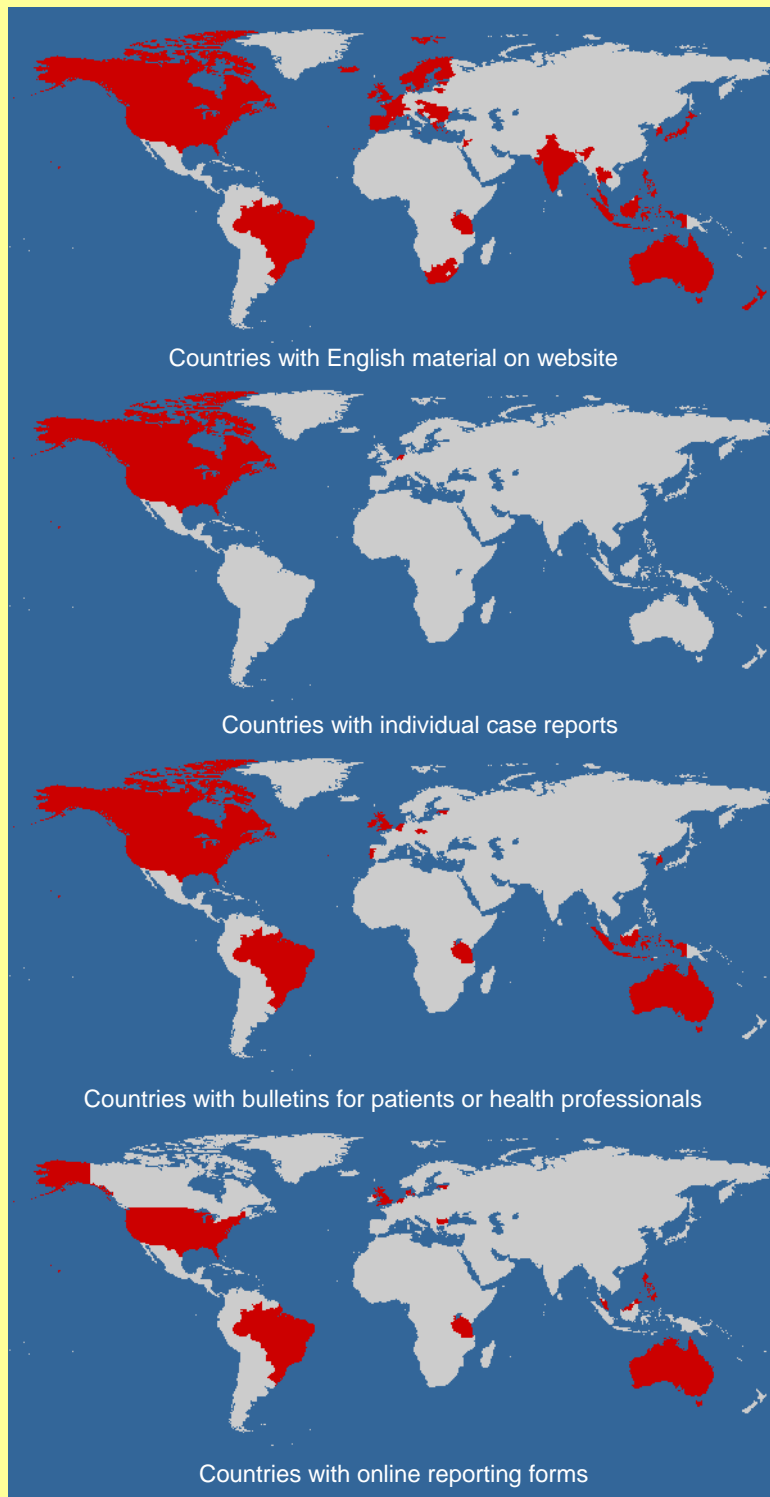 Countries with English material on website
Countries with individual case reports
Countries with bulletins for patients or health professionals
Countries with online reporting forms